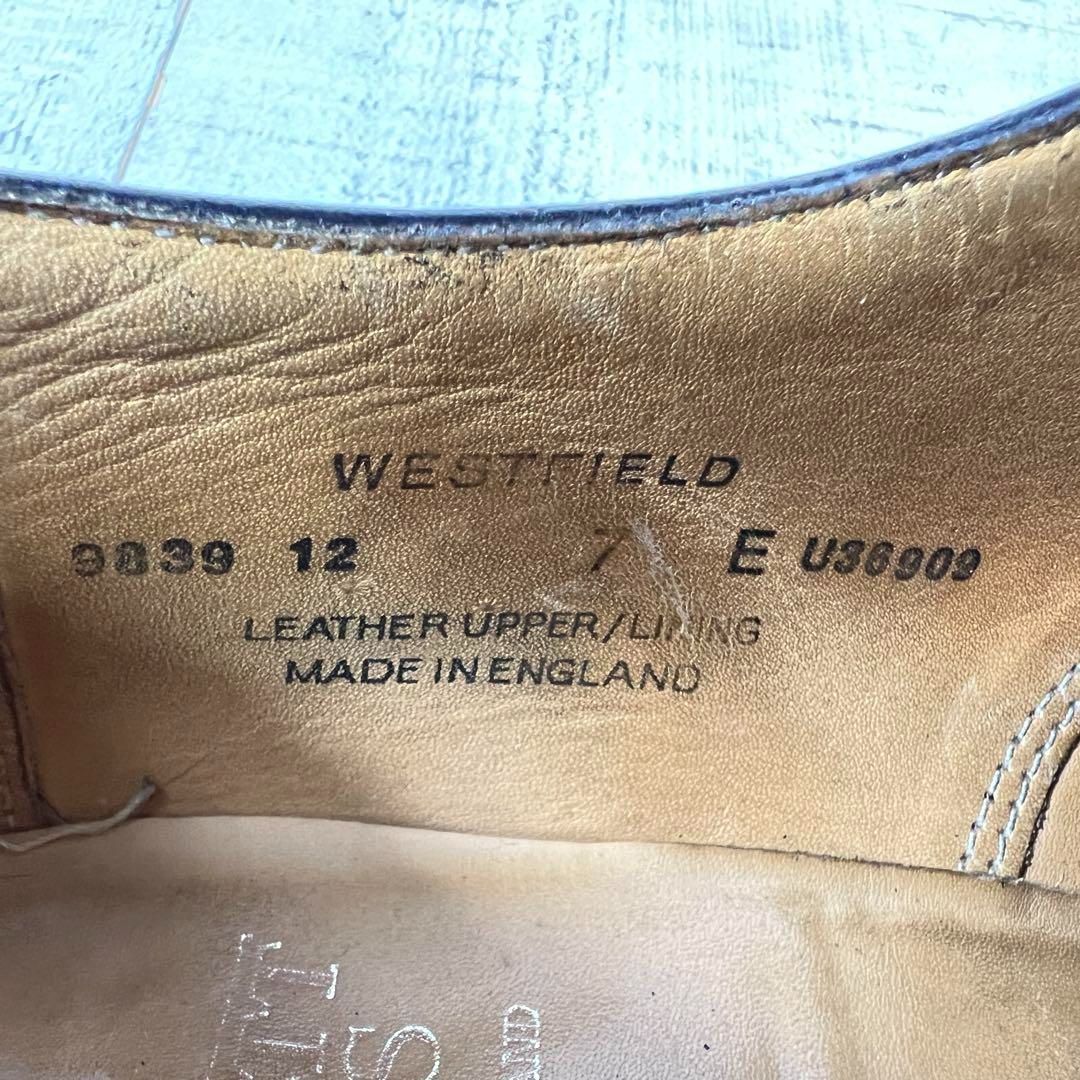 WESTFIELD
9839 12 7 E U36909
LEATHER UPPER/LINING
MADE IN ENGLAND